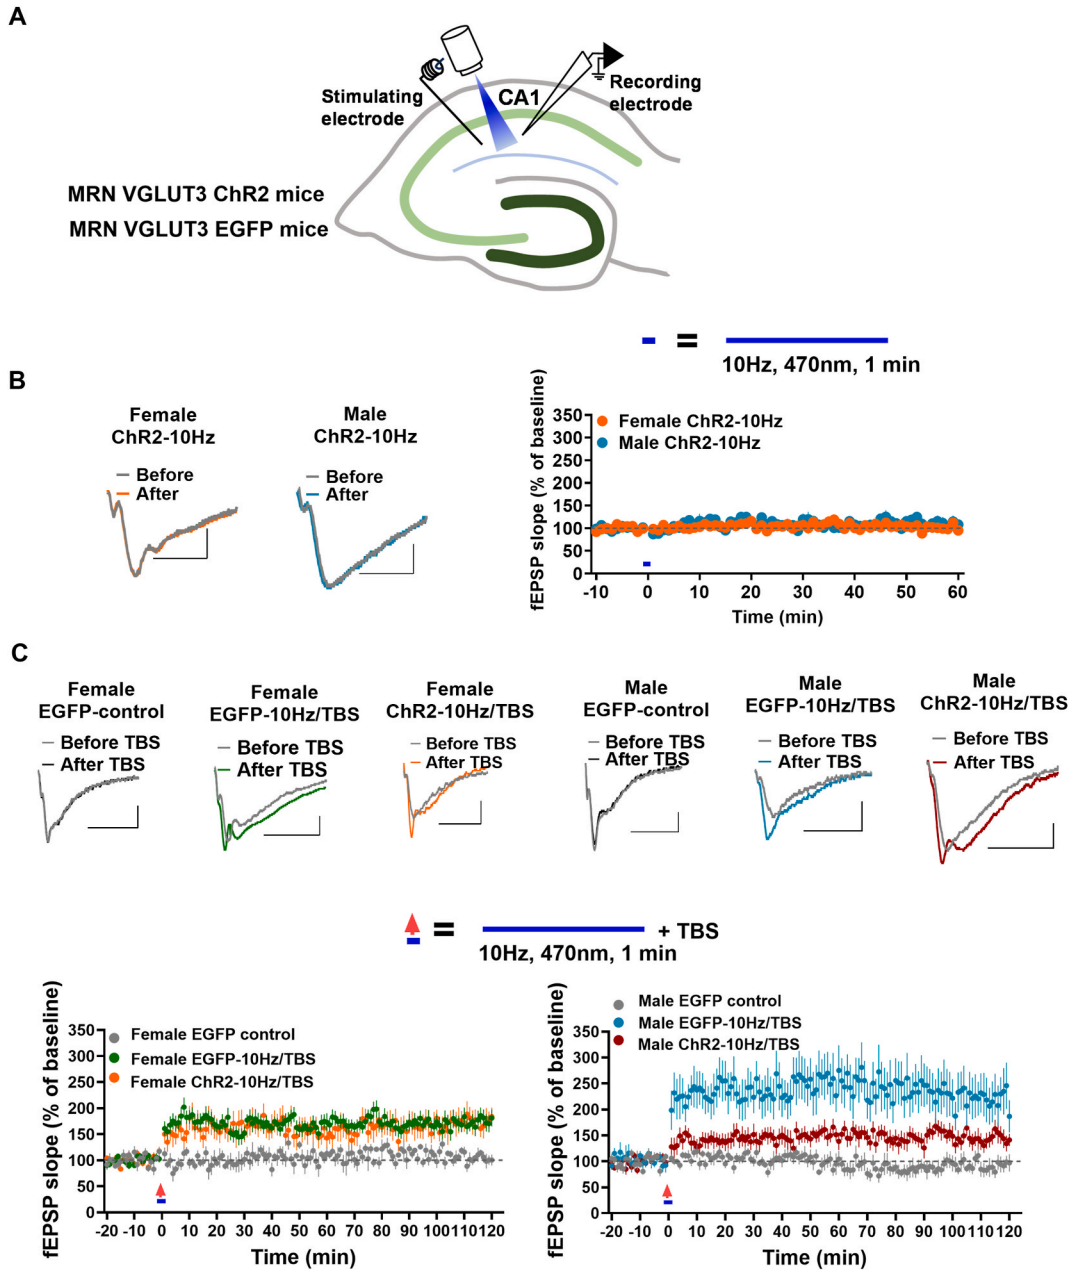 A
Stimulating
electrode
CA1
Recording
electrode
MRN VGLUT3 ChR2 mice
MRN VGLUT3 EGFP mice
=
10Hz, 470nm, 1 min
B
Female
ChR2-10Hz
Before
After
Male
ChR2-10Hz
Before
After
fEPSP slope (% of baseline)
350
300
250
200
150
100
50
0
Female ChR2-10Hz
Male ChR2-10Hz
-10 0 10 20 30 40 50 60
Time (min)
C
Female
EGFP-control
Before TBS
After TBS
Female
EGFP-10Hz/TBS
Before TBS
After TBS
Female
ChR2-10Hz/TBS
Before TBS
After TBS
Male
EGFP-control
Before TBS
After TBS
Male
EGFP-10Hz/TBS
Before TBS
After TBS
Male
ChR2-10Hz/TBS
Before TBS
After TBS
= + TBS
10Hz, 470nm, 1 min
fEPSP slope (% of baseline)
350
300
250
200
150
100
50
0
Female EGFP control
Female EGFP-10Hz/TBS
Female ChR2-10Hz/TBS
-20 -10 0 10 20 30 40 50 60 70 80 90 100 110 120
Time (min)
fEPSP slope (% of baseline)
350
300
250
200
150
100
50
0
Male EGFP control
Male EGFP-10Hz/TBS
Male ChR2-10Hz/TBS
-20 -10 0 10 20 30 40 50 60 70 80 90 100 110 120
Time (min)